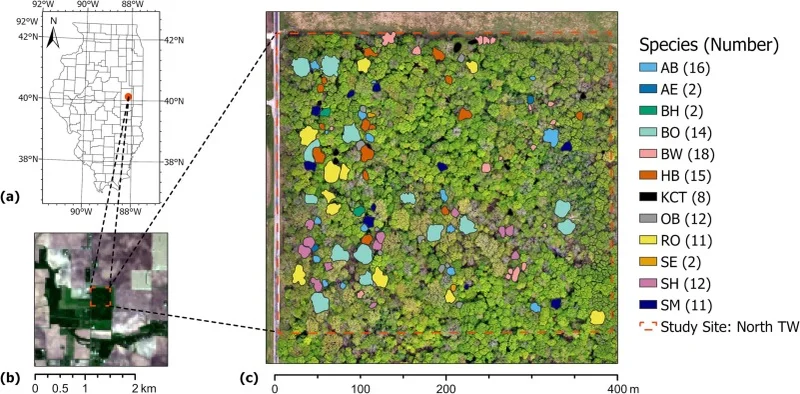 92°W 90°W 88°W
92°W
N
42°N
42°N
40°N
40°N
38°N
38°N
90°W 88°W
(a)
(b)
0 0.5 1 2 km
(c)
0 100 200 400 m
Species (Number)
AB (16)
AE (2)
BH (2)
BO (14)
BW (18)
HB (15)
KCT (8)
OB (12)
RO (11)
SE (2)
SH (12)
SM (11)
Study Site: North TW